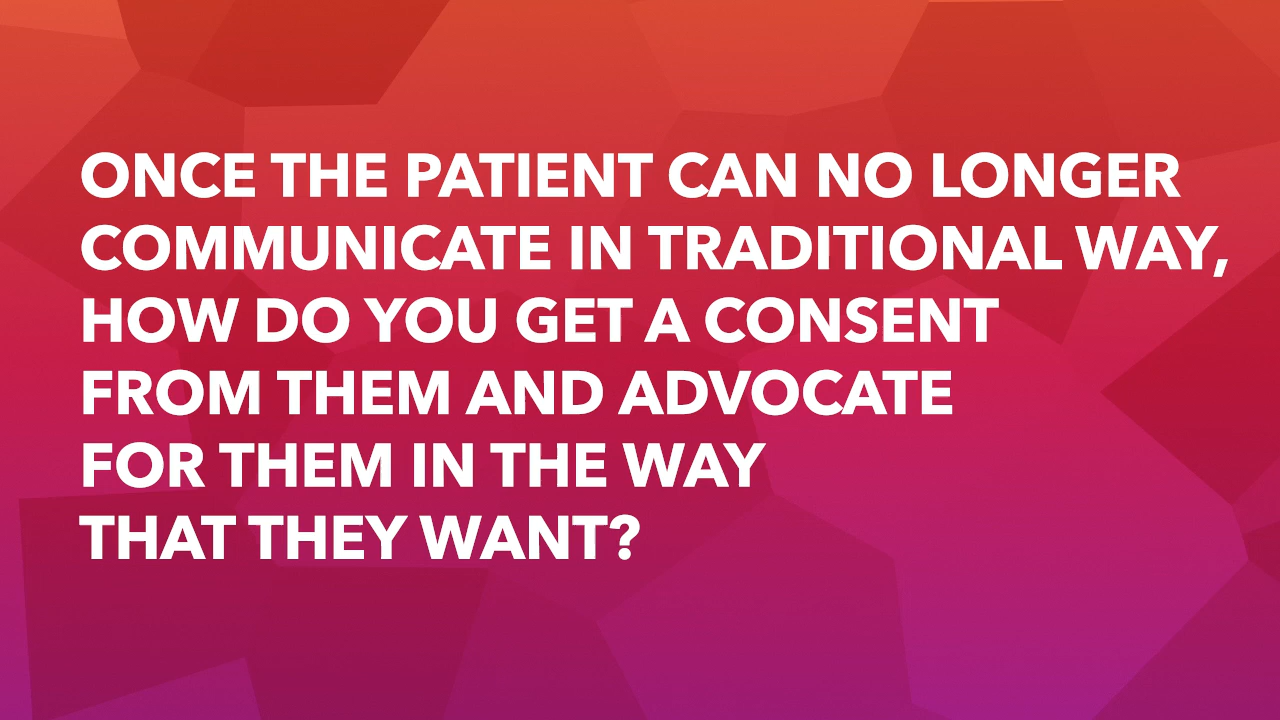 ONCE THE PATIENT CAN NO LONGER
COMMUNICATE IN TRADITIONAL WAY,
HOW DO YOU GET A CONSENT
FROM THEM AND ADVOCATE
FOR THEM IN THE WAY
THAT THEY WANT?